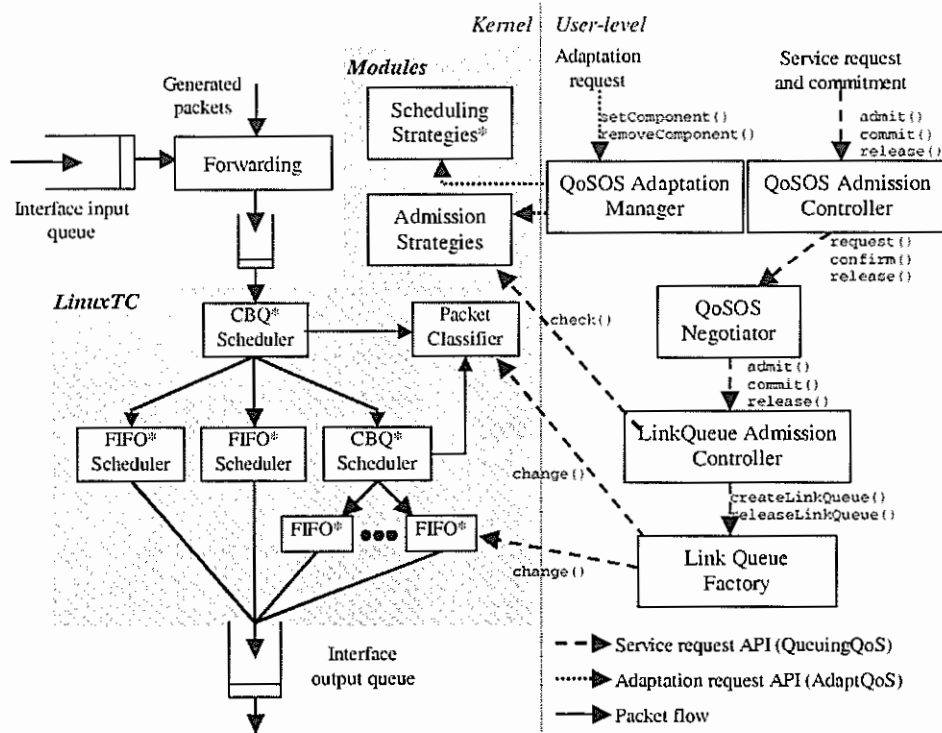 Kernel
User-level
Generated
packets
Modules
Adaptation
request
Service request
and commitment
Scheduling
Strategies*
setComponent()
removeComponent()
admit()
commit()
release()
Forwarding
Interface input
queue
Admission
Strategies
QoSOS Adaptation
Manager
QoSOS Admission
Controller
request()
confirm()
release()
LinuxTC
CBQ*
Scheduler
Packet
Classifier
check()
QoSOS
Negotiator
admit()
commit()
release()
FIFO*
Scheduler
FIFO*
Scheduler
CBQ*
Scheduler
LinkQueue Admission
Controller
change()
createLinkQueue()
releaseLinkQueue()
FIFO*
FIFO*
change()
Link Queue
Factory
Interface
output queue
Service request API (QueuingQoS)
Adaptation request API (AdaptQoS)
Packet flow